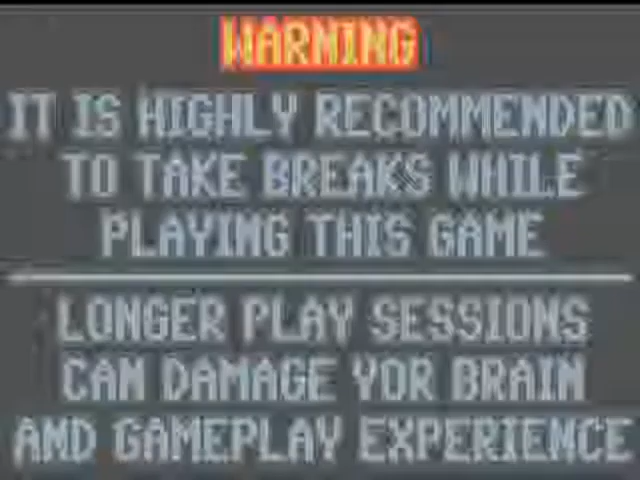 WARNING
IT IS HIGHLY RECOMMENDED
TO TAKE BREAKS WHILE
PLAYING THIS GAME
LONGER PLAY SESSIONS
CAN DAMAGE YOR BRAIN
AND GAMEPLAY EXPERIENCE